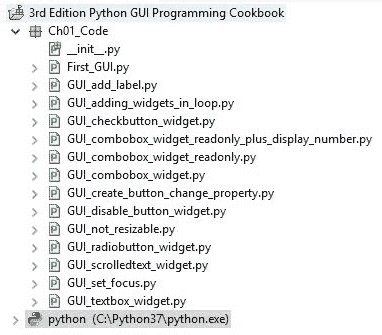 3rd Edition Python GUI Programming Cookbook
Ch01_Code
__init__.py
First_GUI.py
GUI_add_label.py
GUI_adding_widgets_in_loop.py
GUI_checkbutton_widget.py
GUI_combobox_widget_readonly_plus_display_number.py
GUI_combobox_widget_readonly.py
GUI_combobox_widget.py
GUI_create_button_change_property.py
GUI_disable_button_widget.py
GUI_not_resizable.py
GUI_radiobutton_widget.py
GUI_scrolledtext_widget.py
GUI_set_focus.py
GUI_textbox_widget.py
python (C:\Python37\python.exe)